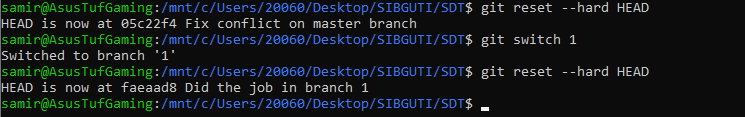 samir@AsusTufGaming:/mnt/c/Users/20060/Desktop/SIBGUTI/SDT$ git reset --hard HEAD
HEAD is now at 05c22f4 Fix conflict on master branch
samir@AsusTufGaming:/mnt/c/Users/20060/Desktop/SIBGUTI/SDT$ git switch 1
Switched to branch '1'
samir@AsusTufGaming:/mnt/c/Users/20060/Desktop/SIBGUTI/SDT$ git reset --hard HEAD
HEAD is now at faeaad8 Did the job in branch 1
samir@AsusTufGaming:/mnt/c/Users/20060/Desktop/SIBGUTI/SDT$